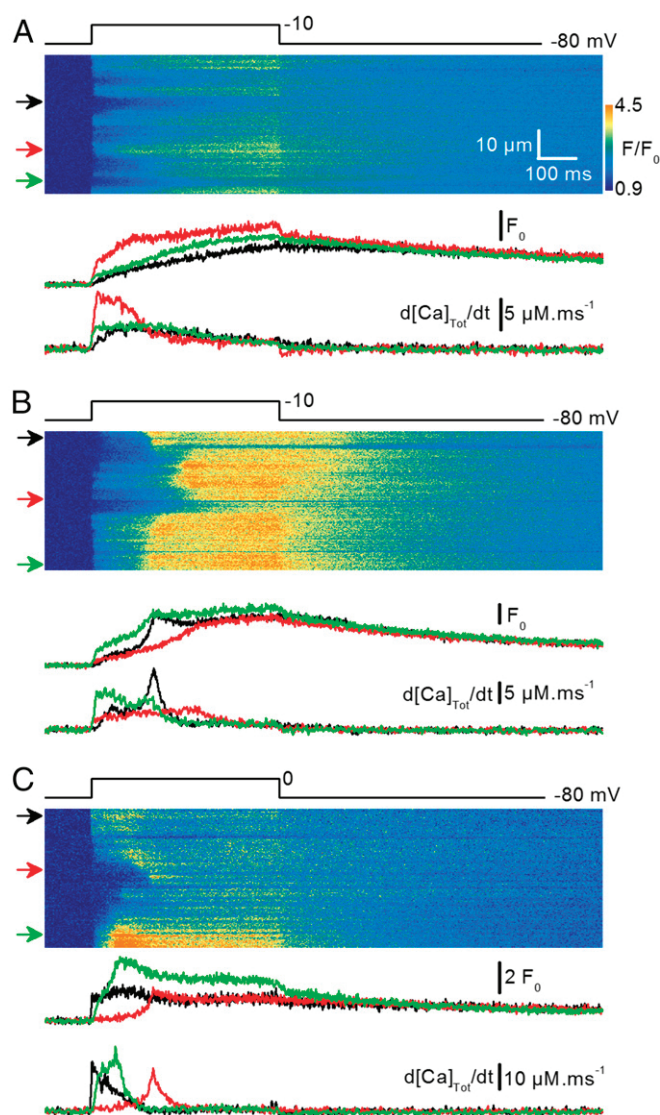 A
-10
-80 mV
4.5
F/F0
0.9
10 µm
100 ms
F0
d[Ca]Tot/dt 5 µM.ms-1
B
-10
-80 mV
F0
d[Ca]Tot/dt 5 µM.ms-1
C
0
-80 mV
2 F0
d[Ca]Tot/dt 10 µM.ms-1